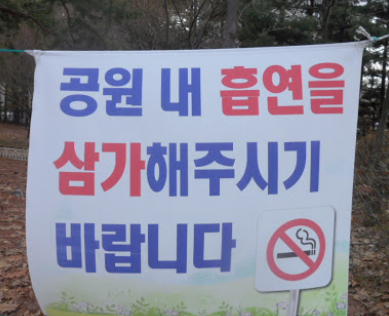 공원 내 흡연을
삼가해주시기
바랍니다